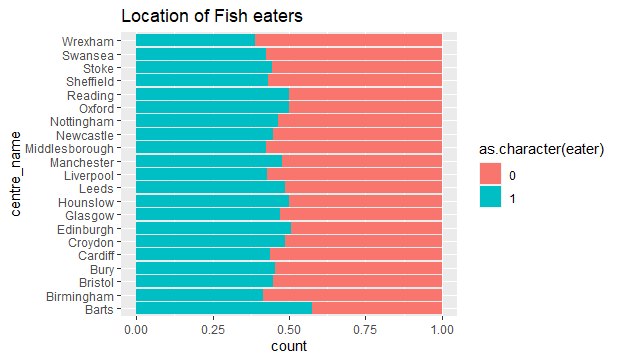 Location of Fish eaters
centre_name
Wrexham
Swansea
Stoke
Sheffield
Reading
Oxford
Nottingham
Newcastle
Middlesborough
Manchester
Liverpool
Leeds
Hounslow
Glasgow
Edinburgh
Croydon
Cardiff
Bury
Bristol
Birmingham
Barts
0.00 0.25 0.50 0.75 1.00
count
as.character(eater)
0
1